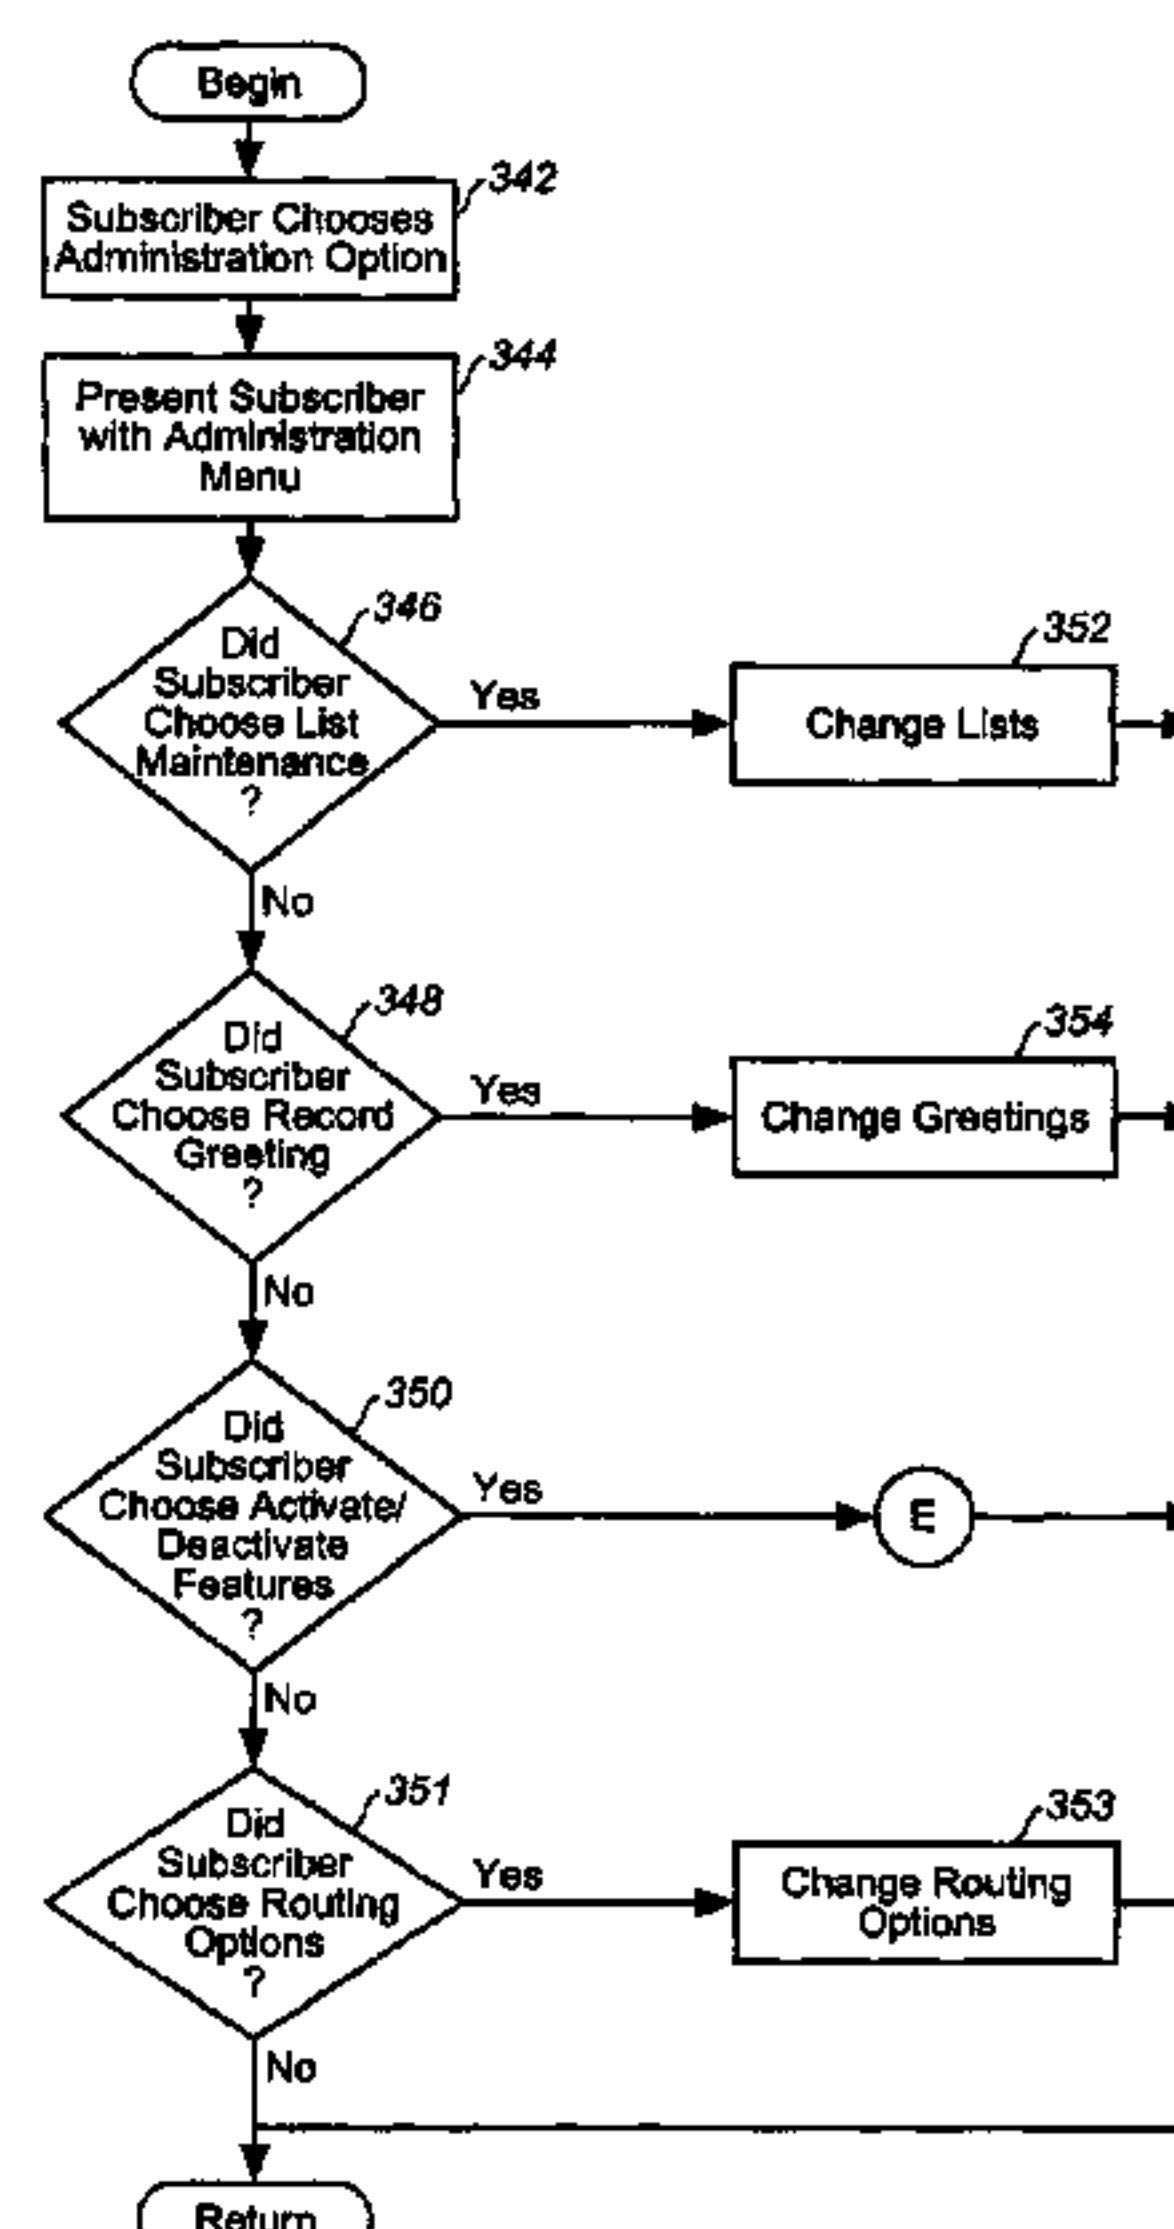 Begin
342
Subscriber Chooses
Administration Option
344
Present Subscriber
with Administration
Menu
346
Did
Subscriber
Choose List
Maintenance
?
Yes
352
Change Lists
No
348
Did
Subscriber
Choose Record
Greeting
?
Yes
354
Change Greetings
No
350
Did
Subscriber
Choose Activate/
Deactivate
Features
?
Yes
E
No
351
Did
Subscriber
Choose Routing
Options
?
Yes
353
Change Routing
Options
No
Return